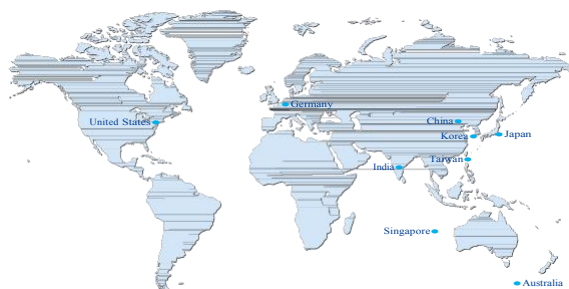 Germany
United States
China
Korea
Japan
Taiwan
India
Singapore
Australia